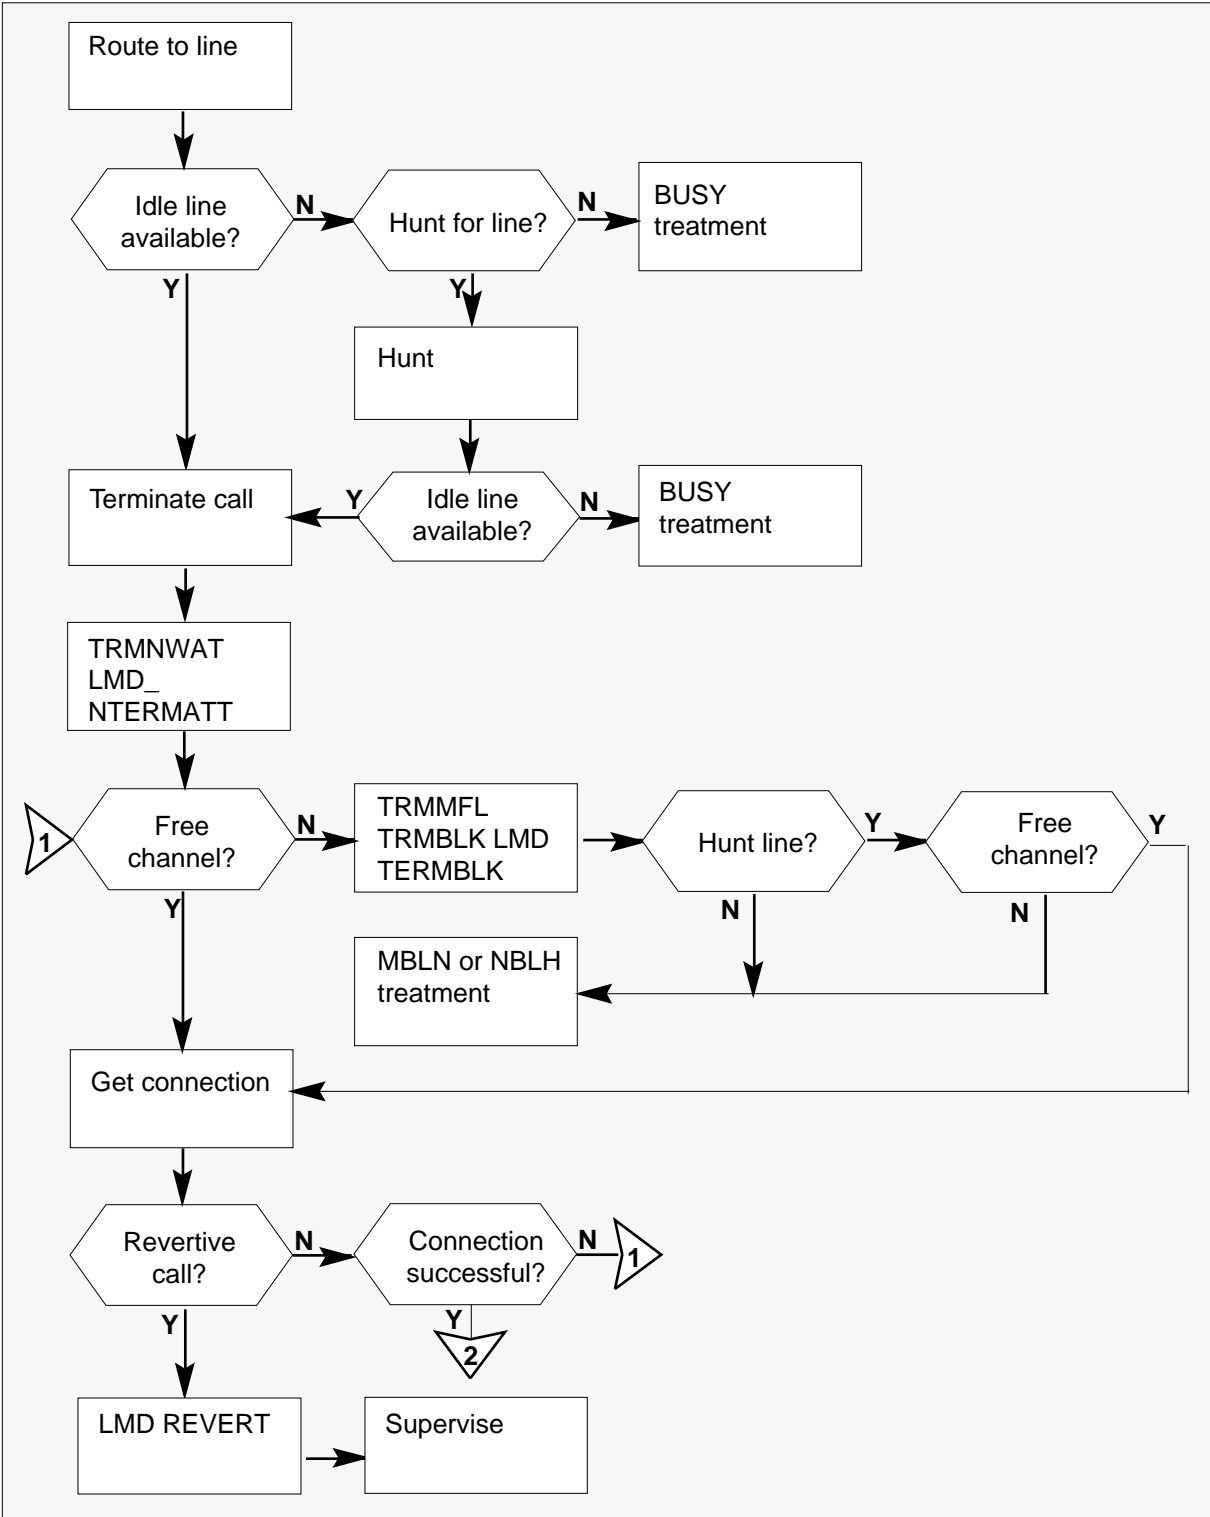 Route to line
Idle line
available?
N
Hunt for line?
N
BUSY
treatment
Y
Y
Hunt
Terminate call
Y
Idle line
available?
N
BUSY
treatment
TRMNWAT
LMD_
NTERMATT
1
Free
channel?
N
TRMMFL
TRMBLK LMD
TERMBLK
Hunt line?
Y
Free
channel?
Y
Y
N
N
MBLN or NBLH
treatment
Get connection
Revertive
call?
N
Connection
successful?
N
1
Y
Y
2
LMD REVERT
Supervise